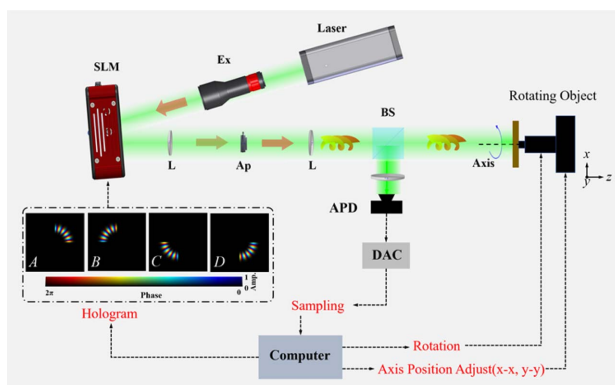 Laser
Ex
SLM
BS
Rotating Object
L
Ap
L
Axis
x
y
z
APD
DAC
A
B
C
D
2π
Phase
0
1
0
Amp.
Hologram
Sampling
Computer
Rotation
Axis Position Adjust(x-x, y-y)